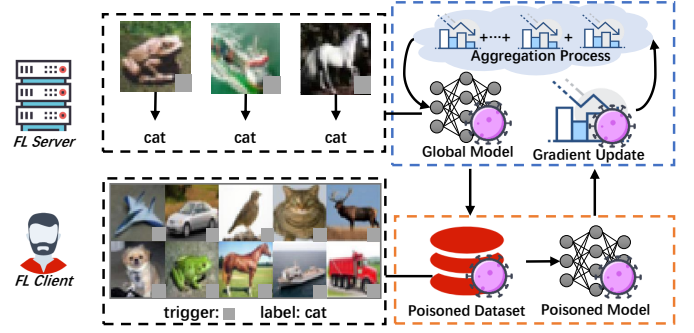 +····+
+
Aggregation Process
cat
cat
cat
FL Server
Global Model
Gradient Update
FL Client
trigger:
label: cat
Poisoned Dataset
Poisoned Model